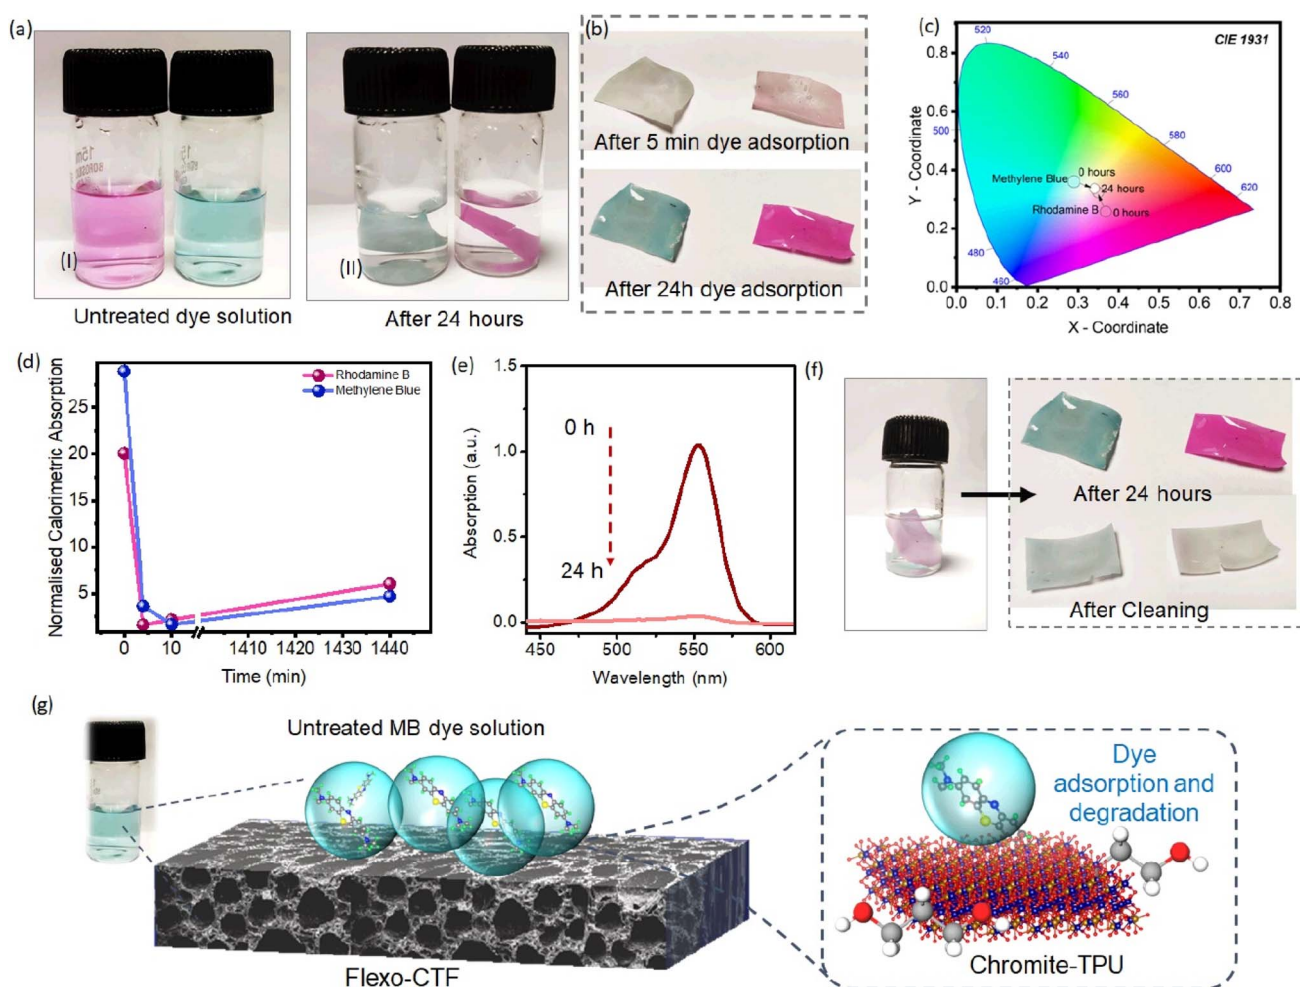 (a)
15ml
BOROSIL
15
(I)
Untreated dye solution
(II)
After 24 hours
(b)
After 5 min dye adsorption
After 24h dye adsorption
(c)
CIE 1931
520
540
560
580
600
620
500
480
460
0.8
0.6
0.4
0.2
0.0
0.0 0.1 0.2 0.3 0.4 0.5 0.6 0.7 0.8
Y - Coordinate
X - Coordinate
Methylene Blue
0 hours
24 hours
Rhodamine B
0 hours
(d)
Normalised Calorimetric Absorption
25
20
15
10
5
Rhodamine B
Methylene Blue
0 10 1410 1420 1430 1440
Time (min)
(e)
Absorption (a.u.)
1.5
1.0
0.5
0.0
0 h
24 h
450 500 550 600
Wavelength (nm)
(f)
After 24 hours
After Cleaning
(g)
Untreated MB dye solution
Flexo-CTF
Dye
adsorption and
degradation
Chromite-TPU